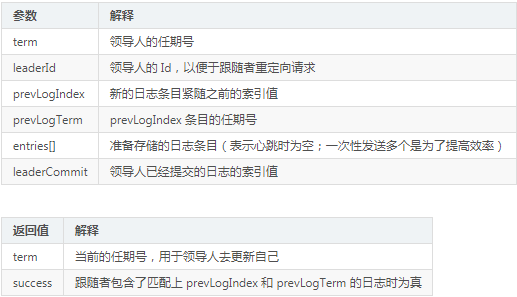 参数 解释
term 领导人的任期号
leaderId 领导人的 Id，以便于跟随者重定向请求
prevLogIndex 新的日志条目紧随之前的索引值
prevLogTerm prevLogIndex 条目的任期号
entries[] 准备存储的日志条目（表示心跳时为空；一次性发送多个是为了提高效率）
leaderCommit 领导人已经提交的日志的索引值
返回值 解释
term 当前的任期号，用于领导人去更新自己
success 跟随者包含了匹配上 prevLogIndex 和 prevLogTerm 的日志时为真